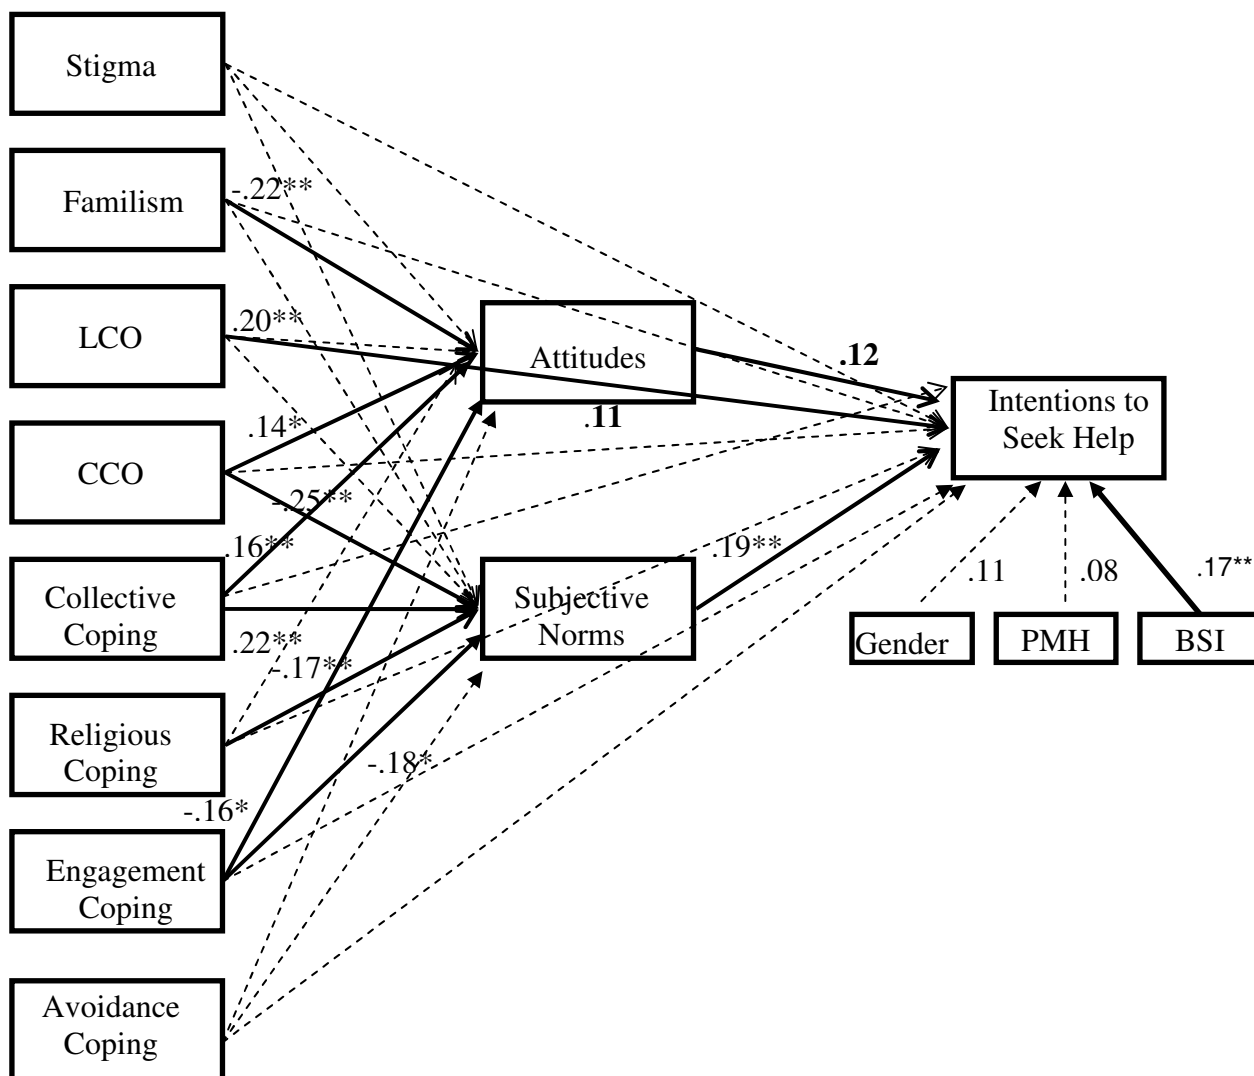 Stigma
Familism
-.22**
LCO
.20**
Attitudes
.12
.11
Intentions to
Seek Help
CCO
.14*
-.25**
.16**
.19**
Collective
Coping
.22**
-.17**
Subjective
Norms
.11
.08
.17**
Gender
PMH
BSI
Religious
Coping
-.18*
-.16*
Engagement
Coping
Avoidance
Coping